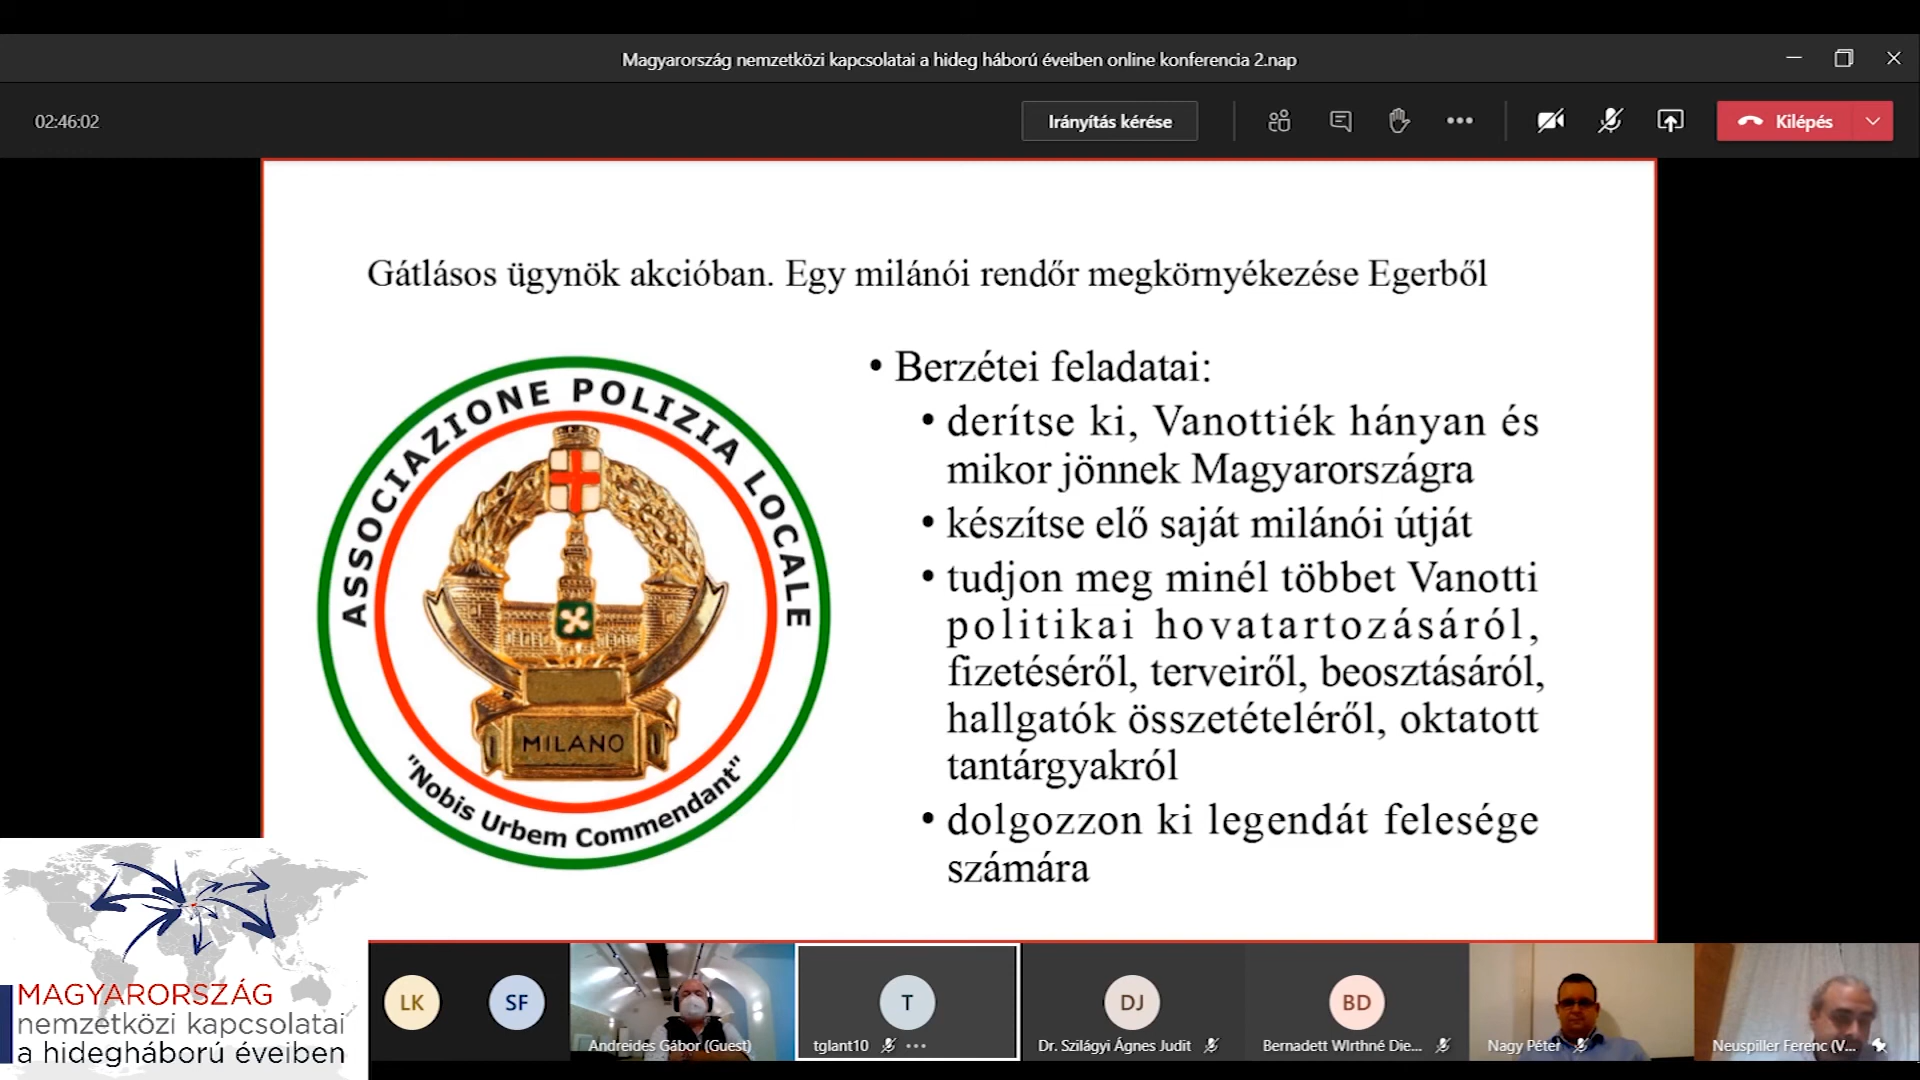 Magyarország nemzetközi kapcsolatai a hideg háború éveiben online konferencia 2.nap
02:46:02
Irányítás kérése
Kilépés
Gátlásos ügynök akcióban. Egy milánói rendőr megkörnyékezése Egerből
ASSOCIAZIONE POLIZIA LOCALE
MILANO
"Nobis Urbem Commendant"
• Berzétei feladatai:
• derítse ki, Vanottiék hányan és
mikor jönnek Magyarországra
• készítse elő saját milánói útját
• tudjon meg minél többet Vanotti
politikai hovatartozásáról,
fizetéséről, terveiről, beosztásáról,
hallgatók összetételéről, oktatott
tantárgyakról
• dolgozzon ki legendát felesége
számára
MAGYARORSZÁG
nemzetközi kapcsolatai
a hidegháború éveiben
LK
SF
Andreides Gábor (Guest)
T
tglant10
DJ
Dr. Szilágyi Ágnes Judit
BD
Bernadett WIrthné Die...
Nagy Péter
Neuspiller Ferenc (V...